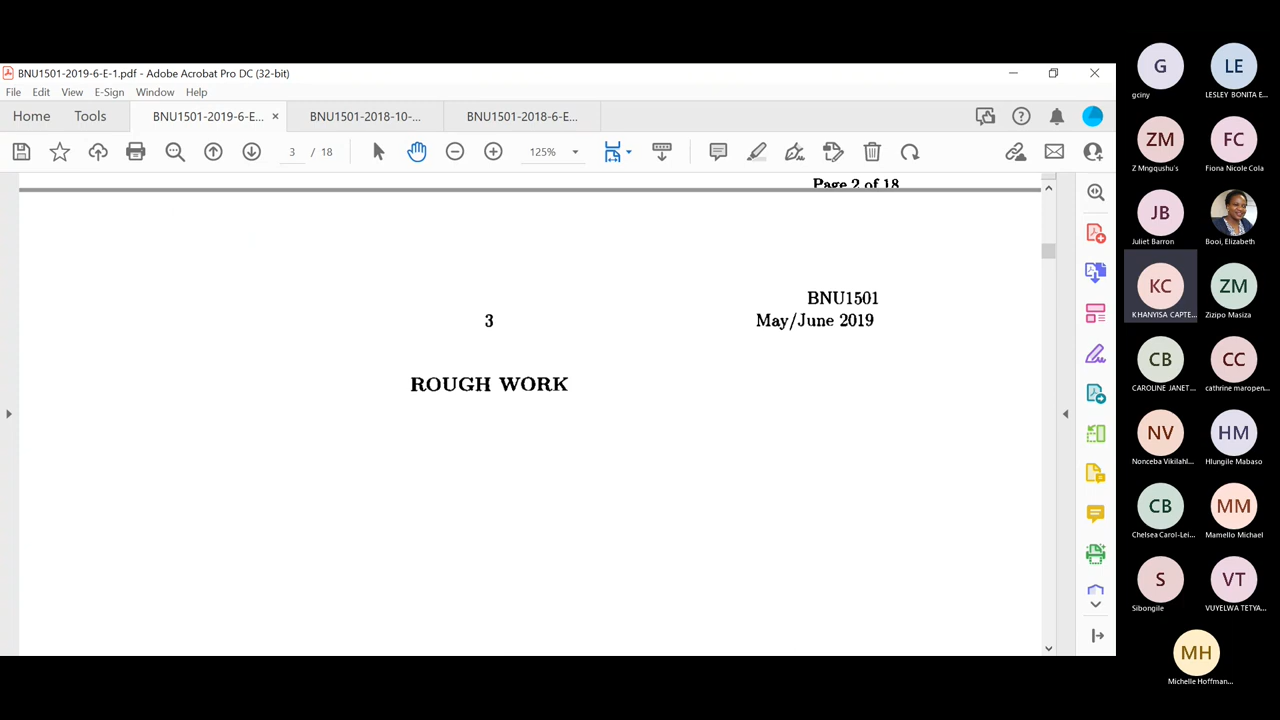 BNU1501-2019-6-E-1.pdf - Adobe Acrobat Pro DC (32-bit)
File Edit View E-Sign Window Help
Home Tools BNU1501-2019-6-E... × BNU1501-2018-10-... BNU1501-2018-6-E...
3 / 18 125%
Page 2 of 18
BNU1501
3 May/June 2019
ROUGH WORK
G LE
gciny LESLEY BONITA E...
ZM FC
Z Mngqushu's Fiona Nicole Cola
JB
Juliet Barron Booi, Elizabeth
KC ZM
KHANYISA CAPTE... Zizipo Masiza
CB CC
CAROLINE JANET... cathrine maropen...
NV HM
Nonceba Vikilahl... Hlungile Mabaso
CB MM
Chelsea Carol-Lei... Mamello Michael
S VT
Sibongile VUYELWA TETYA...
MH
Michelle Hoffman...